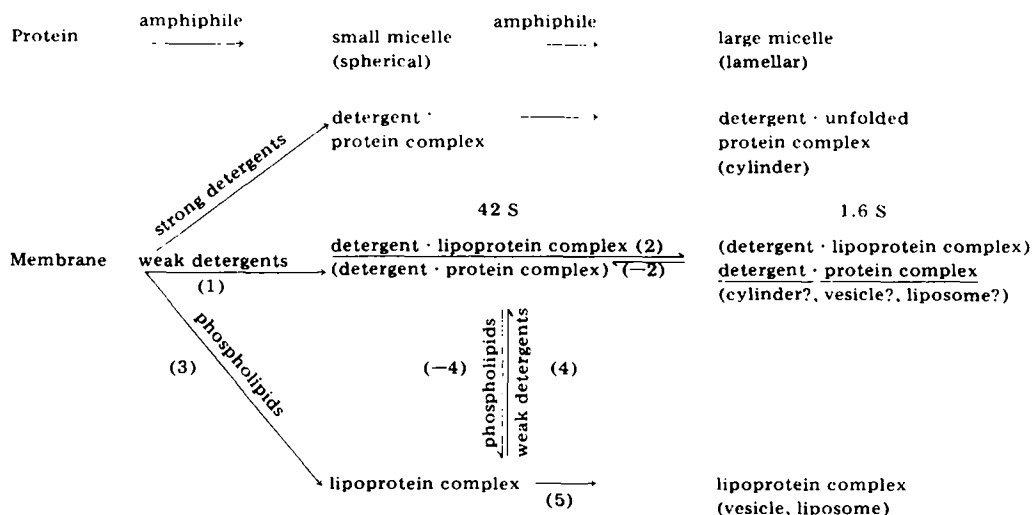 amphiphile amphiphile
Protein small micelle large micelle
(spherical) (lamellar)
detergent · detergent · unfolded
protein complex protein complex
(cylinder)
strong detergents
42 S 1.6 S
detergent · lipoprotein complex (2) (detergent · lipoprotein complex)
Membrane weak detergents (detergent · protein complex) (−2) detergent · protein complex
(1) (cylinder?, vesicle?, liposome?)
phospholipids
(3) (−4) phospholipids weak detergents (4)
lipoprotein complex (5) lipoprotein complex
(vesicle, liposome)